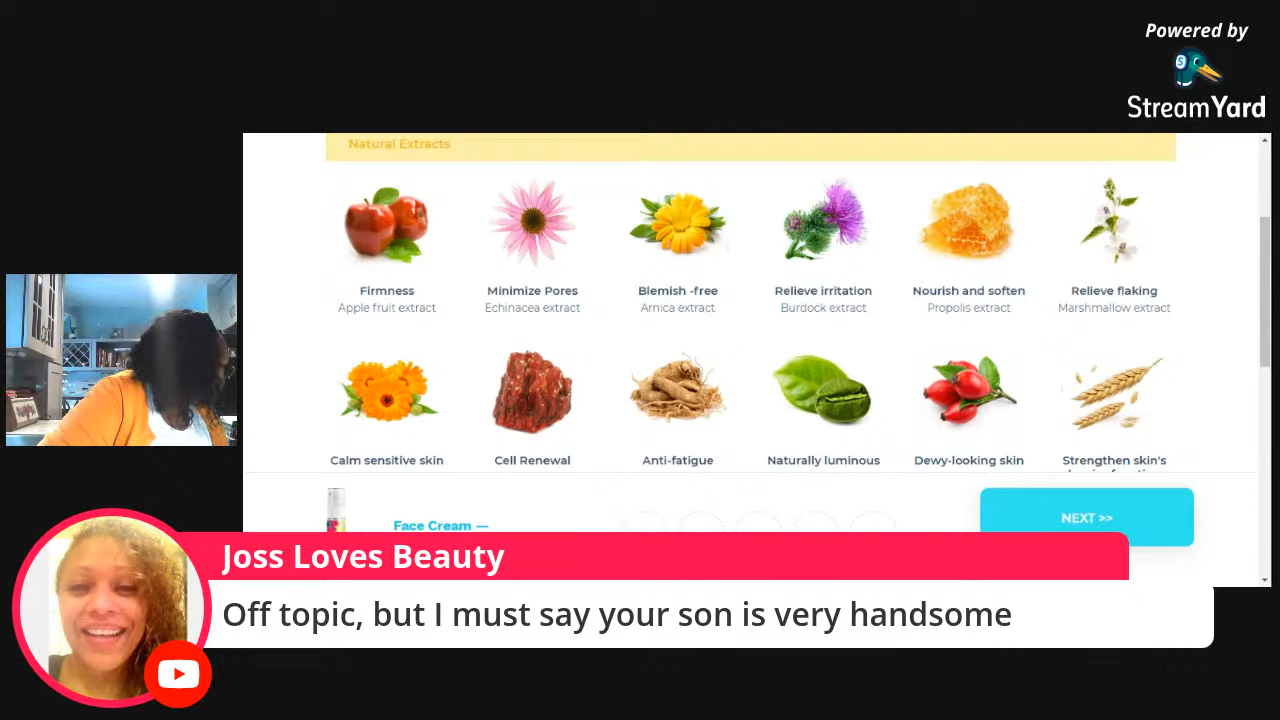 Powered by
StreamYard
Natural Extracts
Firmness
Apple fruit extract
Minimize Pores
Echinacea extract
Blemish -free
Arnica extract
Relieve irritation
Burdock extract
Nourish and soften
Propolis extract
Relieve flaking
Marshmallow extract
Calm sensitive skin
Cell Renewal
Anti-fatigue
Naturally luminous
Dewy-looking skin
Strengthen skin's
Face Cream —
NEXT >>
Joss Loves Beauty
Off topic, but I must say your son is very handsome